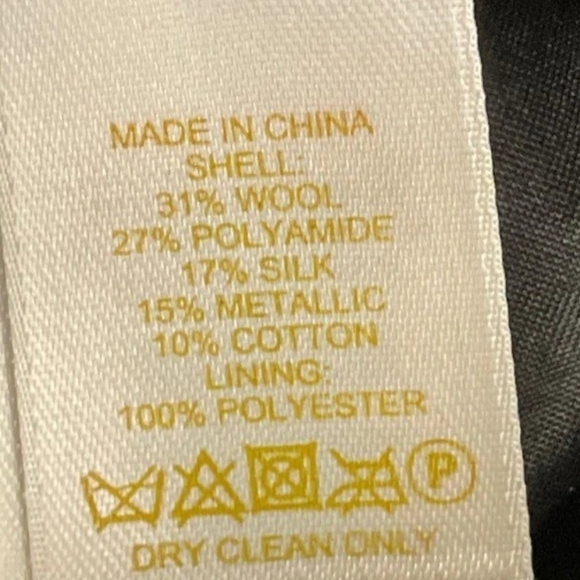 MADE IN CHINA
SHELL:
31% WOOL
27% POLYAMIDE
17% SILK
15% METALLIC
10% COTTON
LINING:
100% POLYESTER
P
DRY CLEAN ONLY